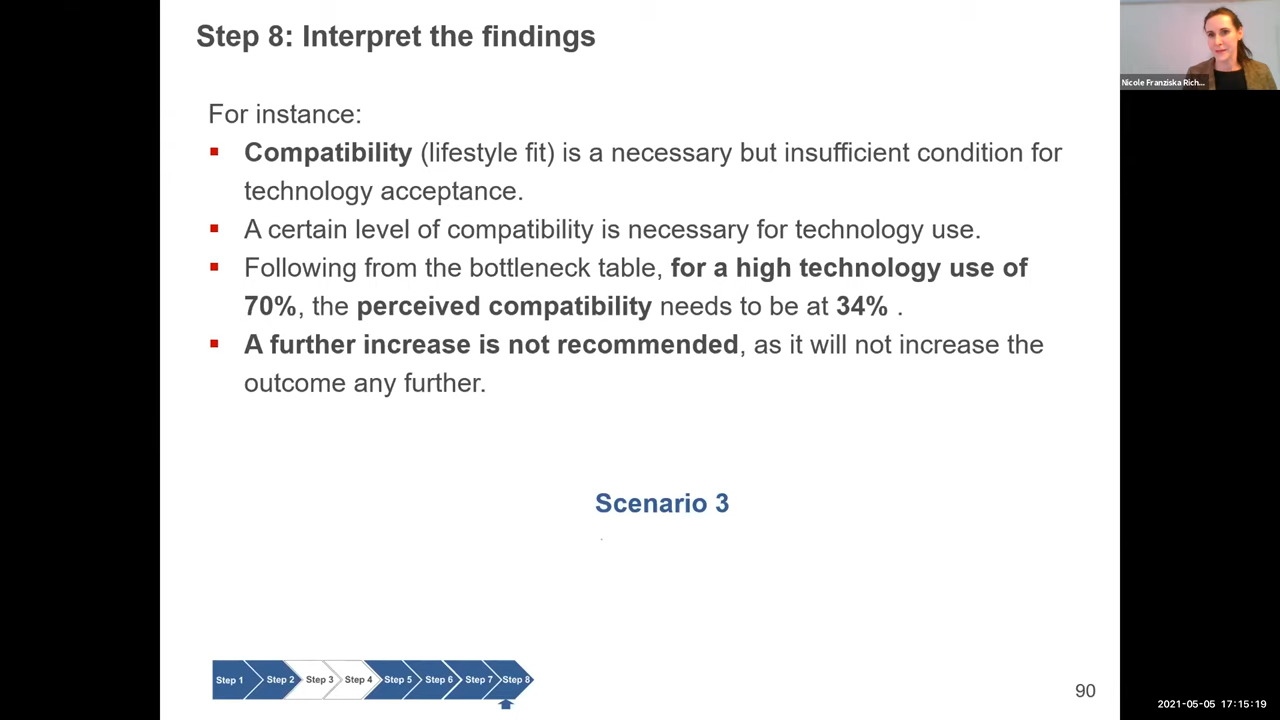 Step 8: Interpret the findings
Nicole Franziska Rich...
For instance:
▪ Compatibility (lifestyle fit) is a necessary but insufficient condition for
technology acceptance.
▪ A certain level of compatibility is necessary for technology use.
▪ Following from the bottleneck table, for a high technology use of
70%, the perceived compatibility needs to be at 34% .
▪ A further increase is not recommended, as it will not increase the
outcome any further.
Scenario 3
Step 1 Step 2 Step 3 Step 4 Step 5 Step 6 Step 7 Step 8
90
2021-05-05 17:15:19